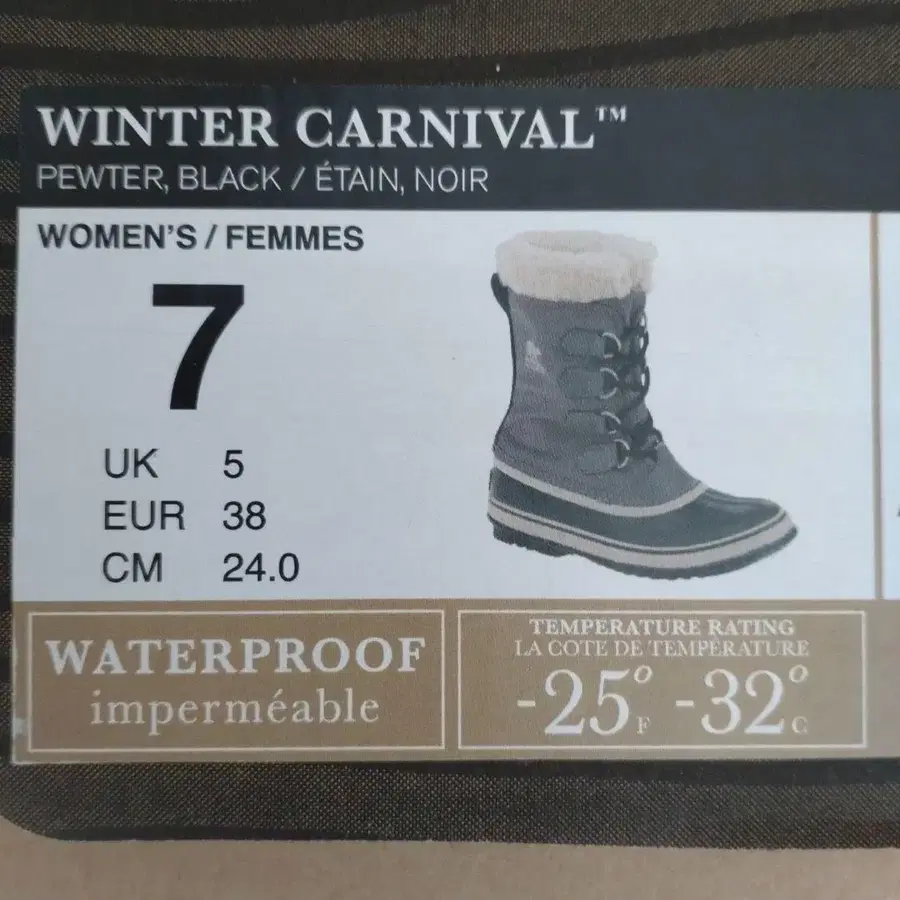 WINTER CARNIVAL™
PEWTER, BLACK / ÉTAIN, NOIR
WOMEN'S / FEMMES
7
UK 5
EUR 38
CM 24.0
WATERPROOF
imperméable
TEMPERATURE RATING
LA COTE DE TEMPÉRATURE
-25°F -32°C